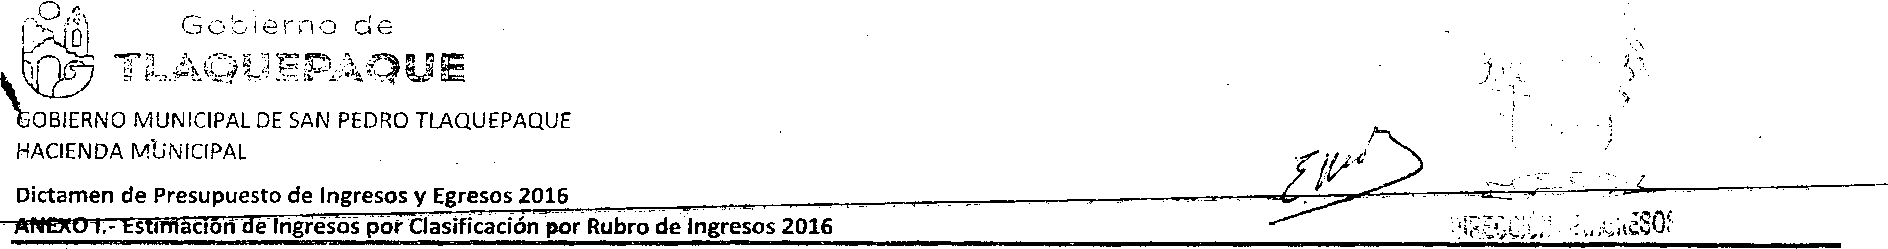 Gobierno de
TLAQUEPAQUE
GOBIERNO MUNICIPAL DE SAN PEDRO TLAQUEPAQUE
HACIENDA MUNICIPAL
Dictamen de Presupuesto de Ingresos y Egresos 2016
ANEXO I.- Estimación de Ingresos por Clasificación por Rubro de Ingresos 2016
DIRECCIÓN